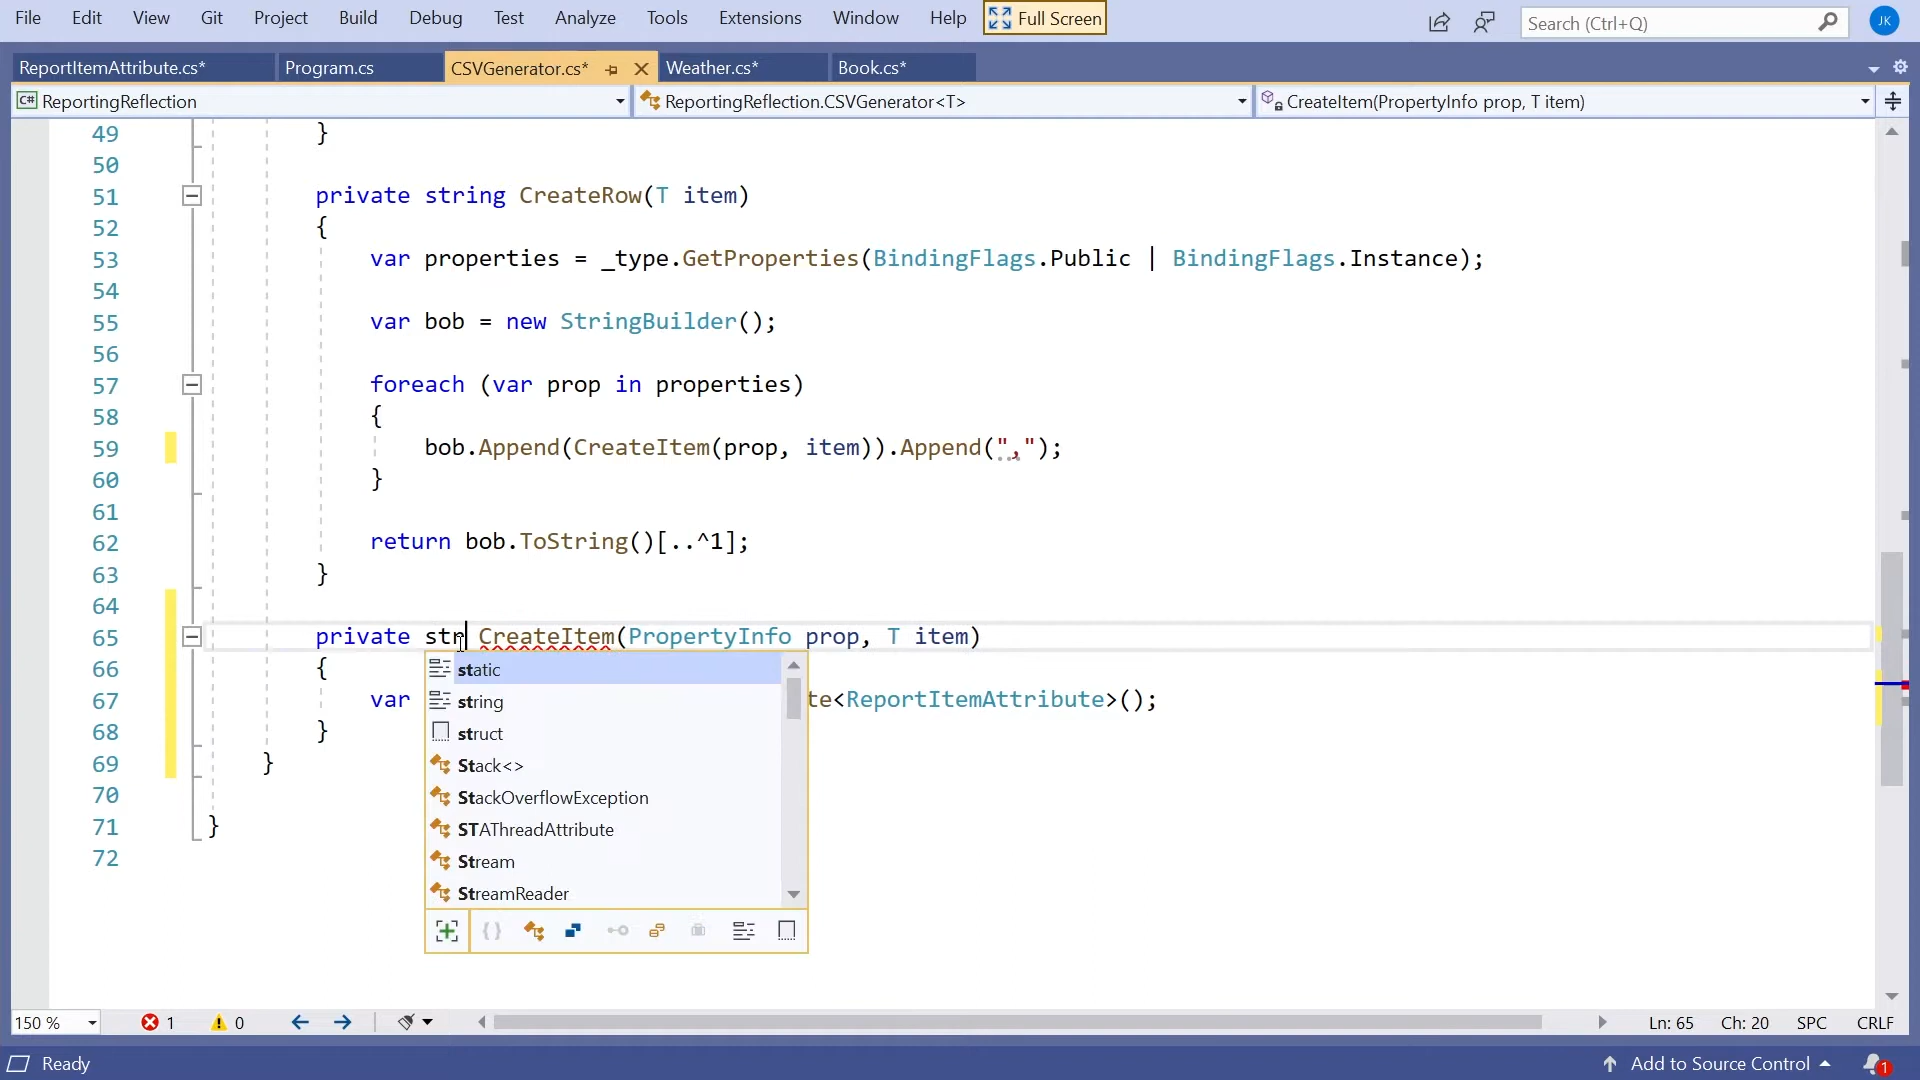 File Edit View Git Project Build Debug Test Analyze Tools Extensions Window Help Full Screen Search (Ctrl+Q) JK
ReportItemAttribute.cs* Program.cs CSVGenerator.cs* Weather.cs* Book.cs*
C# ReportingReflection ReportingReflection.CSVGenerator<T> CreateItem(PropertyInfo prop, T item)
49 }
50
51 private string CreateRow(T item)
52 {
53 var properties = _type.GetProperties(BindingFlags.Public | BindingFlags.Instance);
54
55 var bob = new StringBuilder();
56
57 foreach (var prop in properties)
58 {
59 bob.Append(CreateItem(prop, item)).Append(",");
60 }
61
62 return bob.ToString()[..^1];
63 }
64
65 private str CreateItem(PropertyInfo prop, T item)
66 {
67 var te<ReportItemAttribute>();
68 }
69 }
70
71 }
72
static
string
struct
Stack<>
StackOverflowException
STAThreadAttribute
Stream
StreamReader
150 % 1 0 Ln: 65 Ch: 20 SPC CRLF
Ready Add to Source Control 1